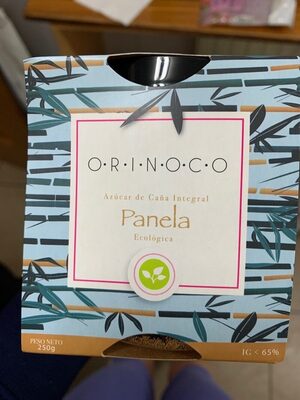 O·R·I·N·O·C·O
Azúcar de Caña Integral
Panela
Ecológica
PESO NETO
250g
IG < 65%